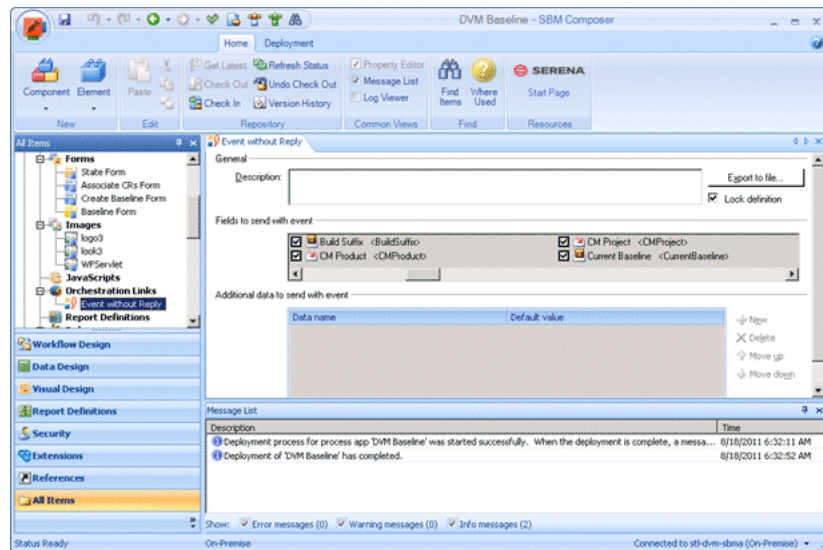 DVM Baseline - SBM Composer
Home Deployment
Component Element Paste Get Latest Refresh Status Property Editor Find Items Where Used SERENA
Check Out Undo Check Out Message List Start Page
Check In Version History Log Viewer
New Edit Repository Common Views Find Resources
All Items
Event without Reply
Forms
State Form
Associate CRs Form
Create Baseline Form
Baseline Form
Images
logo3
look3
WPServlet
JavaScripts
Orchestration Links
Event without Reply
Report Definitions
Workflow Design
Data Design
Visual Design
Report Definitions
Security
Extensions
References
All Items
General
Description:
Export to file...
Lock definition
Fields to send with event
Build Suffix <BuildSuffix> CM Project <CMProject>
CM Product <CMProduct> Current Baseline <CurrentBaseline>
Additional data to send with event
Data name Default value
New
Delete
Move up
Move down
Message List
Description Time
Deployment process for process app 'DVM Baseline' was started successfully. When the deployment is complete, a messa... 8/18/2011 6:32:11 AM
Deployment of 'DVM Baseline' has completed. 8/18/2011 6:32:52 AM
Show: Error messages (0) Warning messages (0) Info messages (2)
Status Ready On-Premise Connected to stl-dvm-sbma (On-Premise)